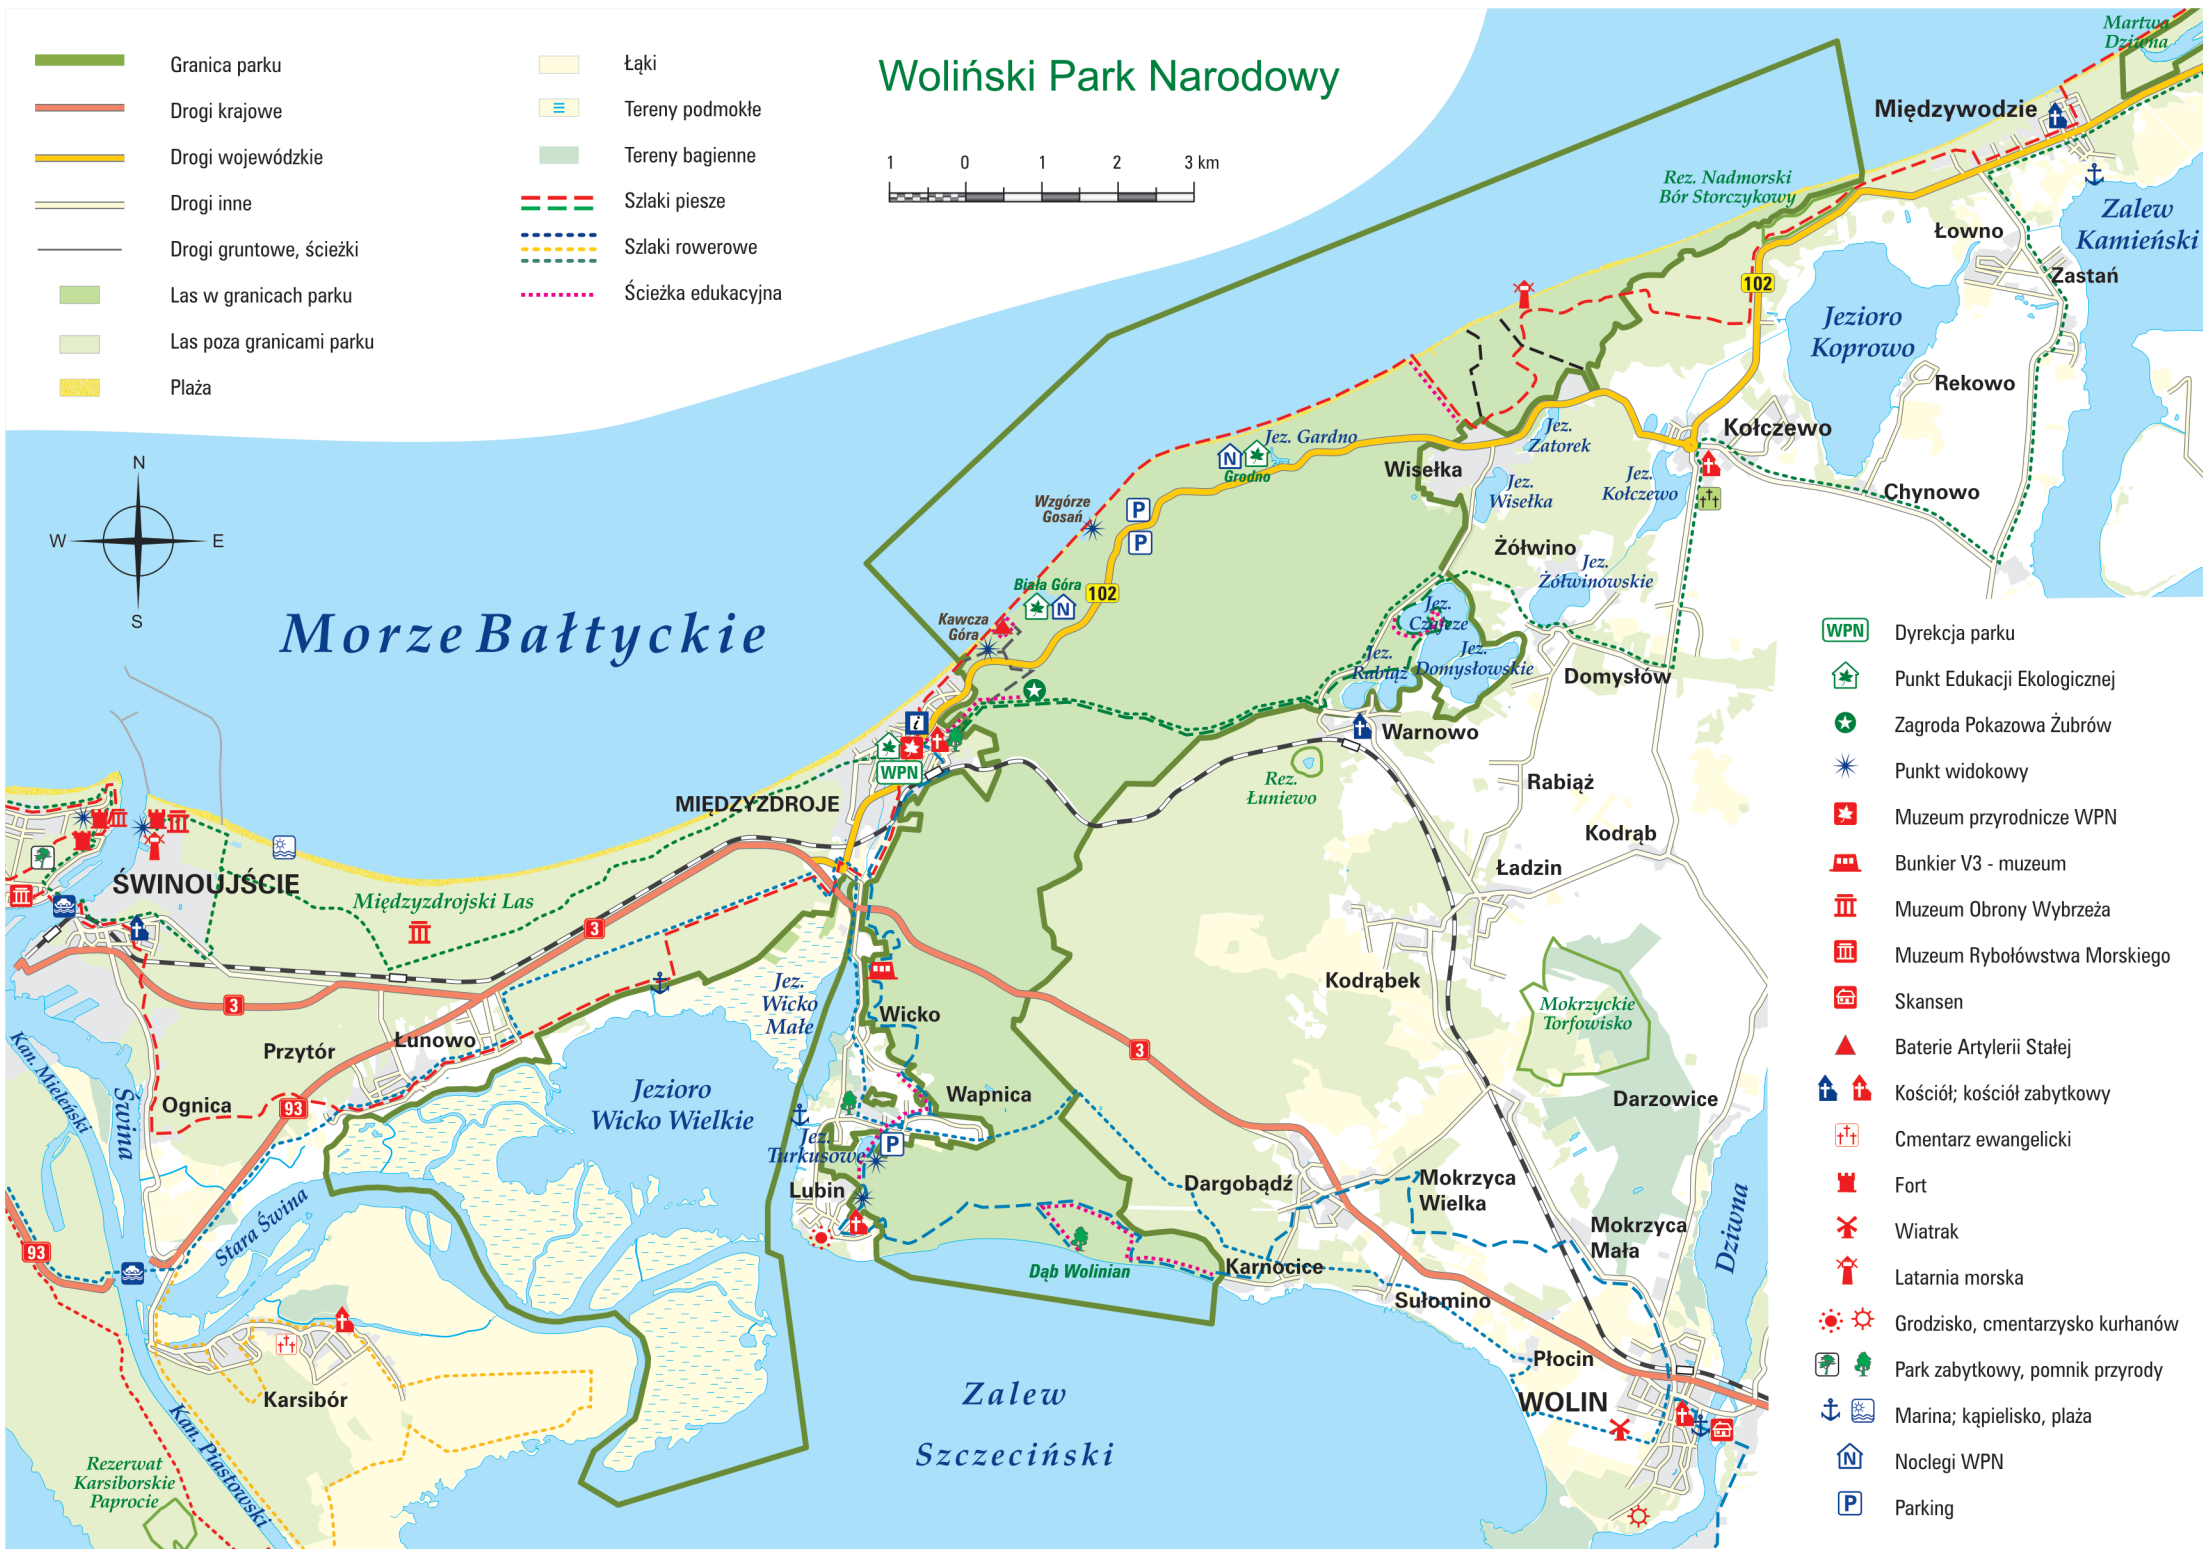 Woliński Park Narodowy
1 0 1 2 3 km
Granica parku
Drogi krajowe
Drogi wojewódzkie
Drogi inne
Drogi gruntowe, ścieżki
Las w granicach parku
Las poza granicami parku
Plaża
Łąki
Tereny podmokłe
Tereny bagienne
Szlaki piesze
Szlaki rowerowe
Ścieżka edukacyjna
N
W E
S
Morze Bałtyckie
Martwa
Dziwna
Międzywodzie
Rez. Nadmorski
Bór Storczykowy
Zalew
Kamieński
Łowno
Zastań
102
Jezioro
Koprowo
Rekowo
Kołczewo
Chynowo
Jez. Gardno
N
Grodno
Wisełka
Jez.
Zatorek
Jez.
Wisełka
Jez.
Kołczewo
Wzgórze
Gosań
P
P
Żółwino
Jez.
Żółwinowskie
Biała Góra
N
102
Kawcza
Góra
Jez.
Czajcze
Jez.
Rabiąż
Jez.
Domysłowskie
Domysłów
i
WPN
MIĘDZYZDROJE
Warnowo
Rez.
Łuniewo
Rabiąż
Kodrąb
Ładzin
ŚWINOUJŚCIE
Międzyzdrojski Las
3
3
Jez.
Wicko
Małe
Wicko
Kodrąbek
Mokrzyckie
Torfowisko
3
Przytór
Łunowo
Kan. Mieleński
Świna
Ognica
93
Jezioro
Wicko Wielkie
Wapnica
P
Jez.
Turkusowe
Lubin
Darzowice
Dargobądź
Mokrzyca
Wielka
Mokrzyca
Mała
Dziwna
Stara Świna
93
Dąb Wolinian
Karnocice
Sułomino
Płocin
WOLIN
Karsibór
Kan. Piastowski
Rezerwat
Karsiborskie
Paprocie
Zalew
Szczeciński
WPN Dyrekcja parku
Punkt Edukacji Ekologicznej
Zagroda Pokazowa Żubrów
Punkt widokowy
Muzeum przyrodnicze WPN
Bunkier V3 - muzeum
Muzeum Obrony Wybrzeża
Muzeum Rybołówstwa Morskiego
Skansen
Baterie Artylerii Stałej
Kościół; kościół zabytkowy
Cmentarz ewangelicki
Fort
Wiatrak
Latarnia morska
Grodzisko, cmentarzysko kurhanów
Park zabytkowy, pomnik przyrody
Marina; kąpielisko, plaża
N Noclegi WPN
P Parking